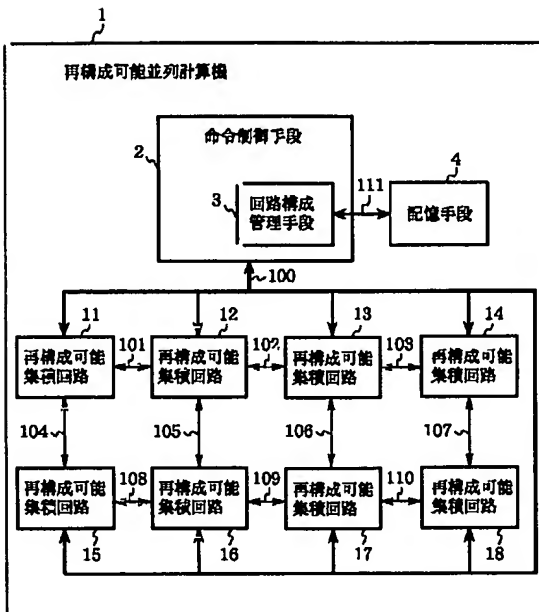 1
再構成可能並列計算機
命令制御手段
2
4
3
回路構成
管理手段
111
記憶手段
100
11
12
13
14
再構成可能
集積回路
101
再構成可能
集積回路
102
再構成可能
集積回路
103
再構成可能
集積回路
104
105
106
107
再構成可能
集積回路
108
再構成可能
集積回路
109
再構成可能
集積回路
110
再構成可能
集積回路
15
16
17
18